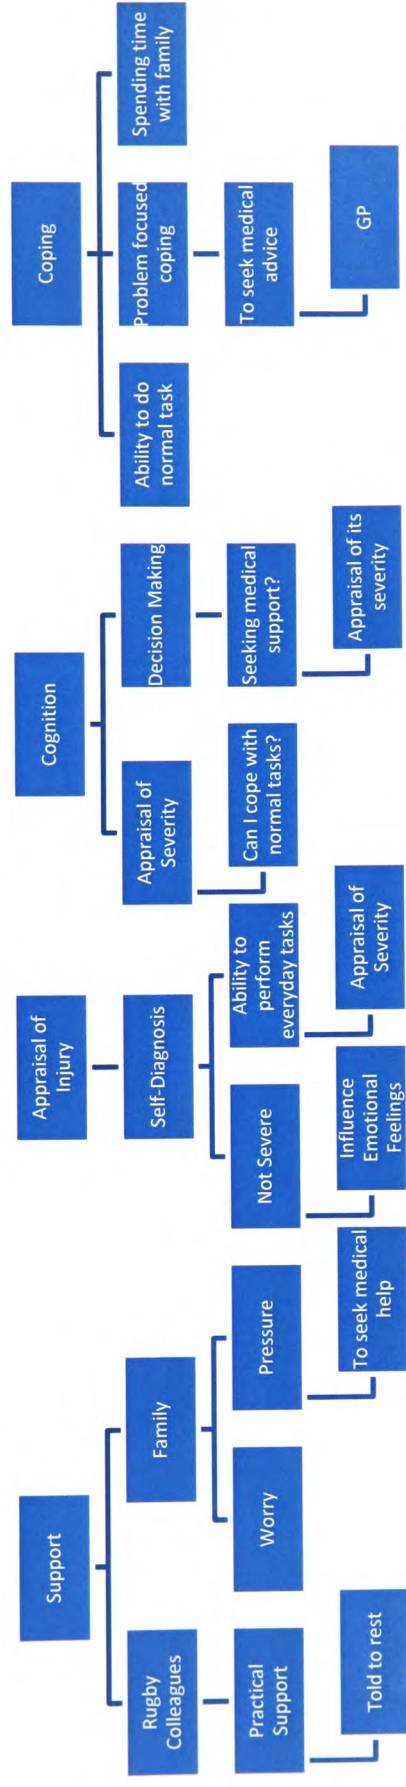 Support
Rugby
Colleagues
Practical
Support
Told to rest
Family
Worry
Pressure
To seek medical
help
Appraisal of
Injury
Self-Diagnosis
Not Severe
Influence
Emotional
Feelings
Ability to
perform
everyday tasks
Appraisal of
Severity
Cognition
Appraisal of
Severity
Can I cope with
normal tasks?
Decision Making
Seeking medical
support?
Appraisal of its
severity
Coping
Ability to do
normal task
Problem focused
coping
To seek medical
advice
GP
Spending time
with family